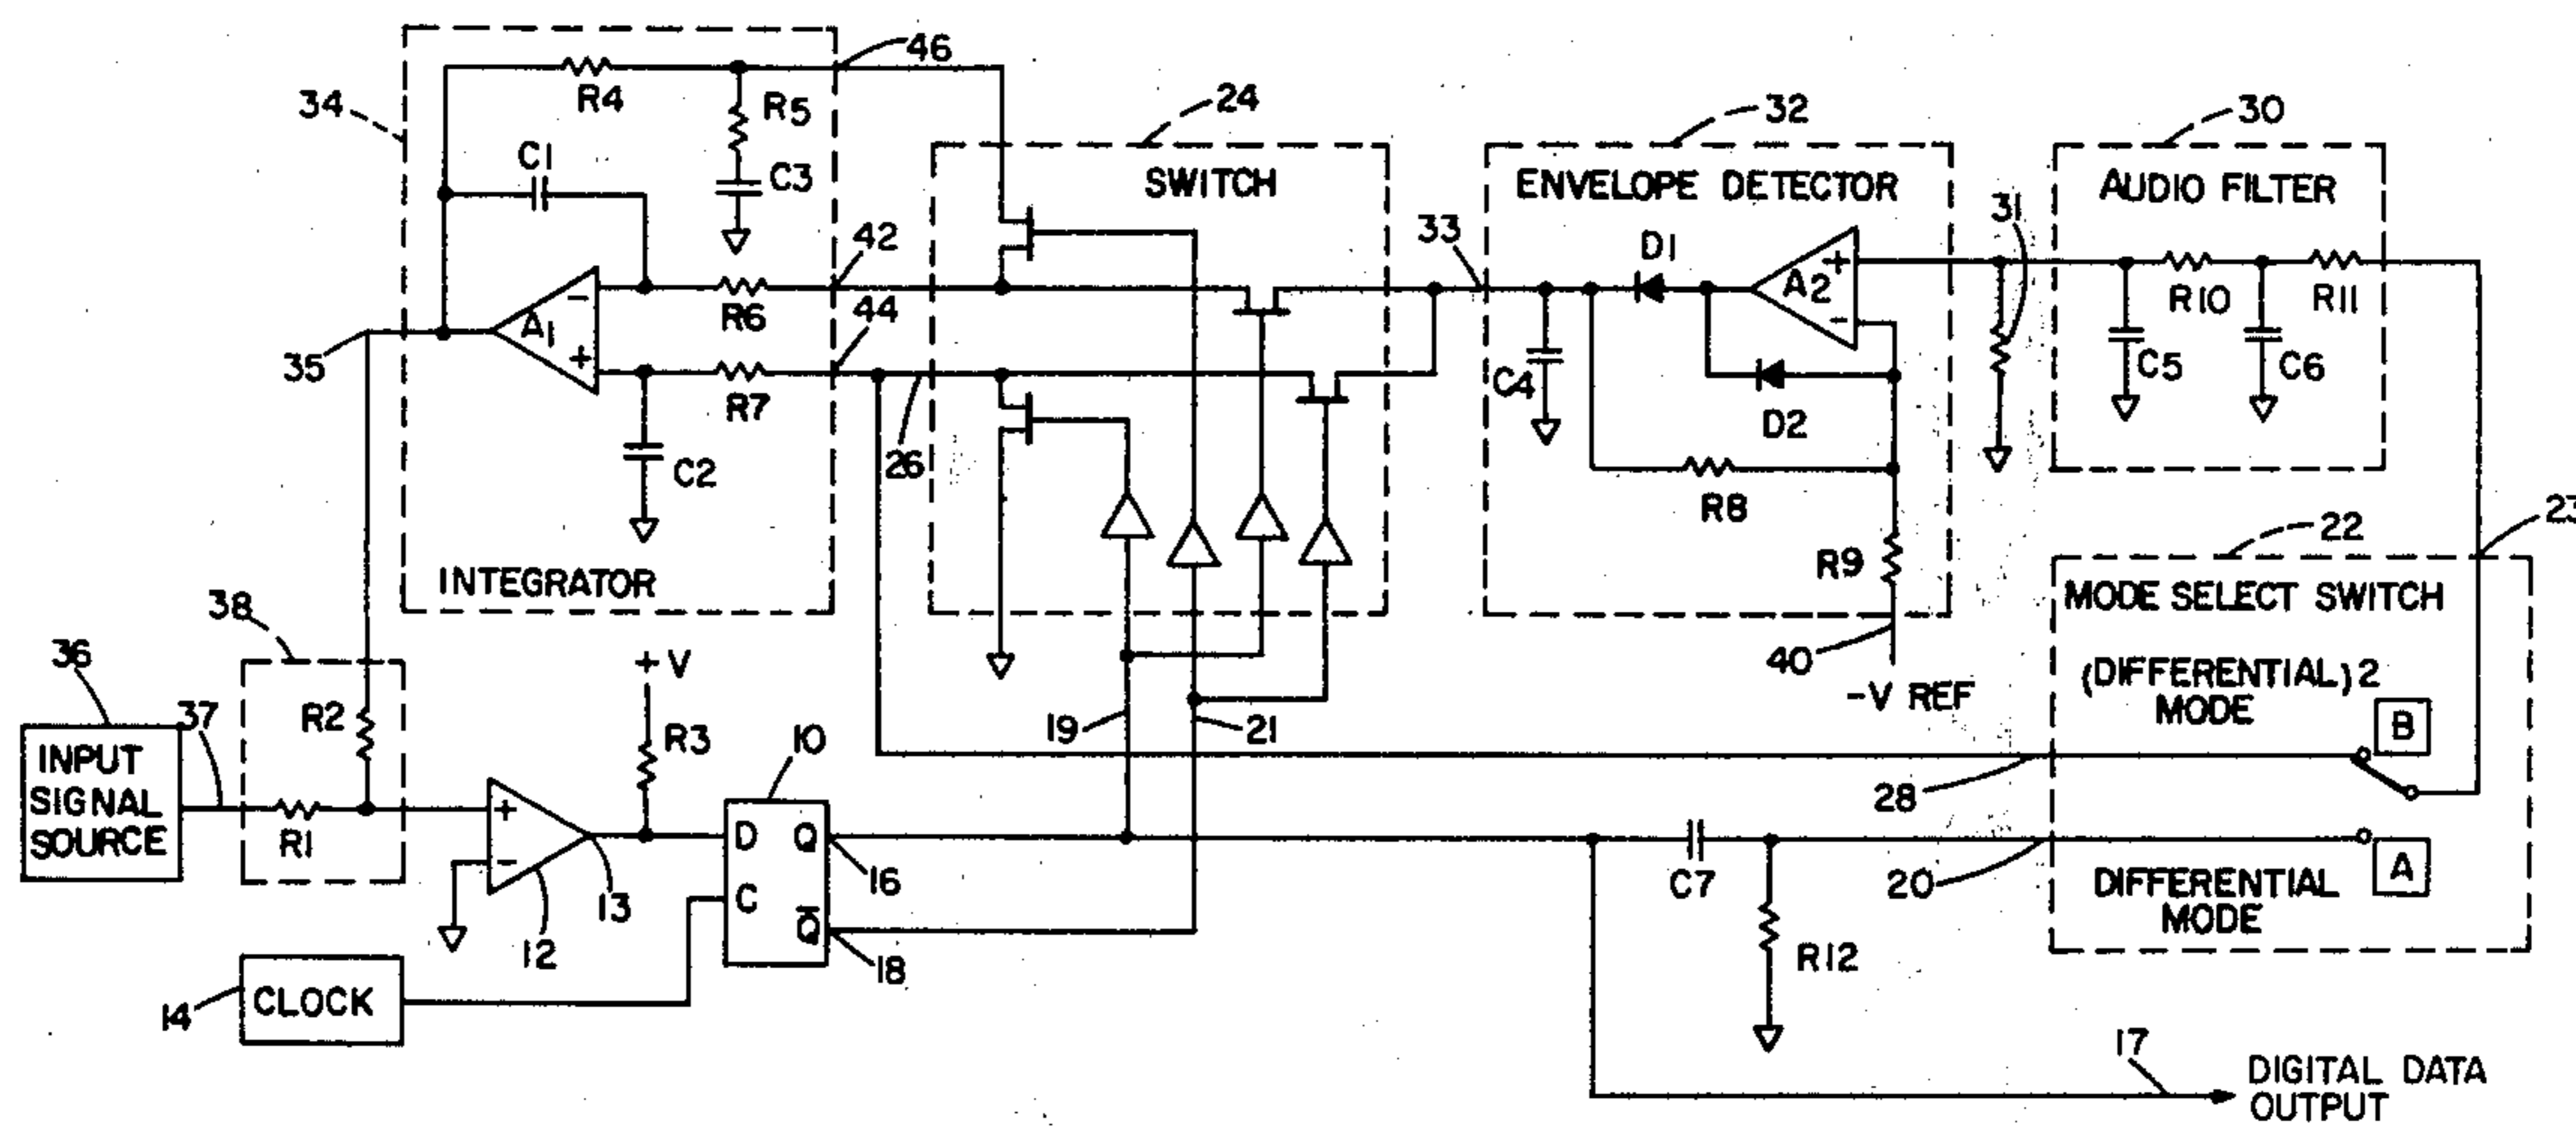 46
R4
R5
34
24
32
30
C1
C3
SWITCH
ENVELOPE DETECTOR
AUDIO FILTER
31
42
33
D1
A2
+
-
R10
R11
-
A1
+
R6
44
35
R7
C4
D2
C5
C6
26
C2
R8
23
22
R9
INTEGRATOR
38
MODE SELECT SWITCH
36
+V
40
(DIFFERENTIAL) 2
MODE
-V REF
37
R2
R3
10
19
21
B
INPUT
SIGNAL
SOURCE
R1
+
-
D Q
C
Q̅
28
16
C7
20
A
DIFFERENTIAL
MODE
13
12
18
R12
14
CLOCK
17
DIGITAL DATA
OUTPUT